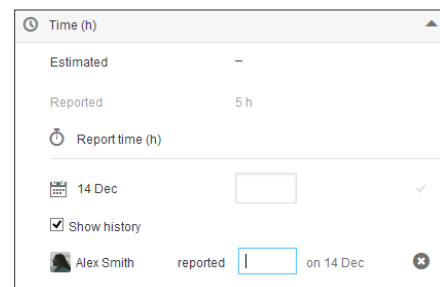 Time (h)
Estimated –
Reported 5 h
Report time (h)
14 Dec
Show history
Alex Smith reported on 14 Dec